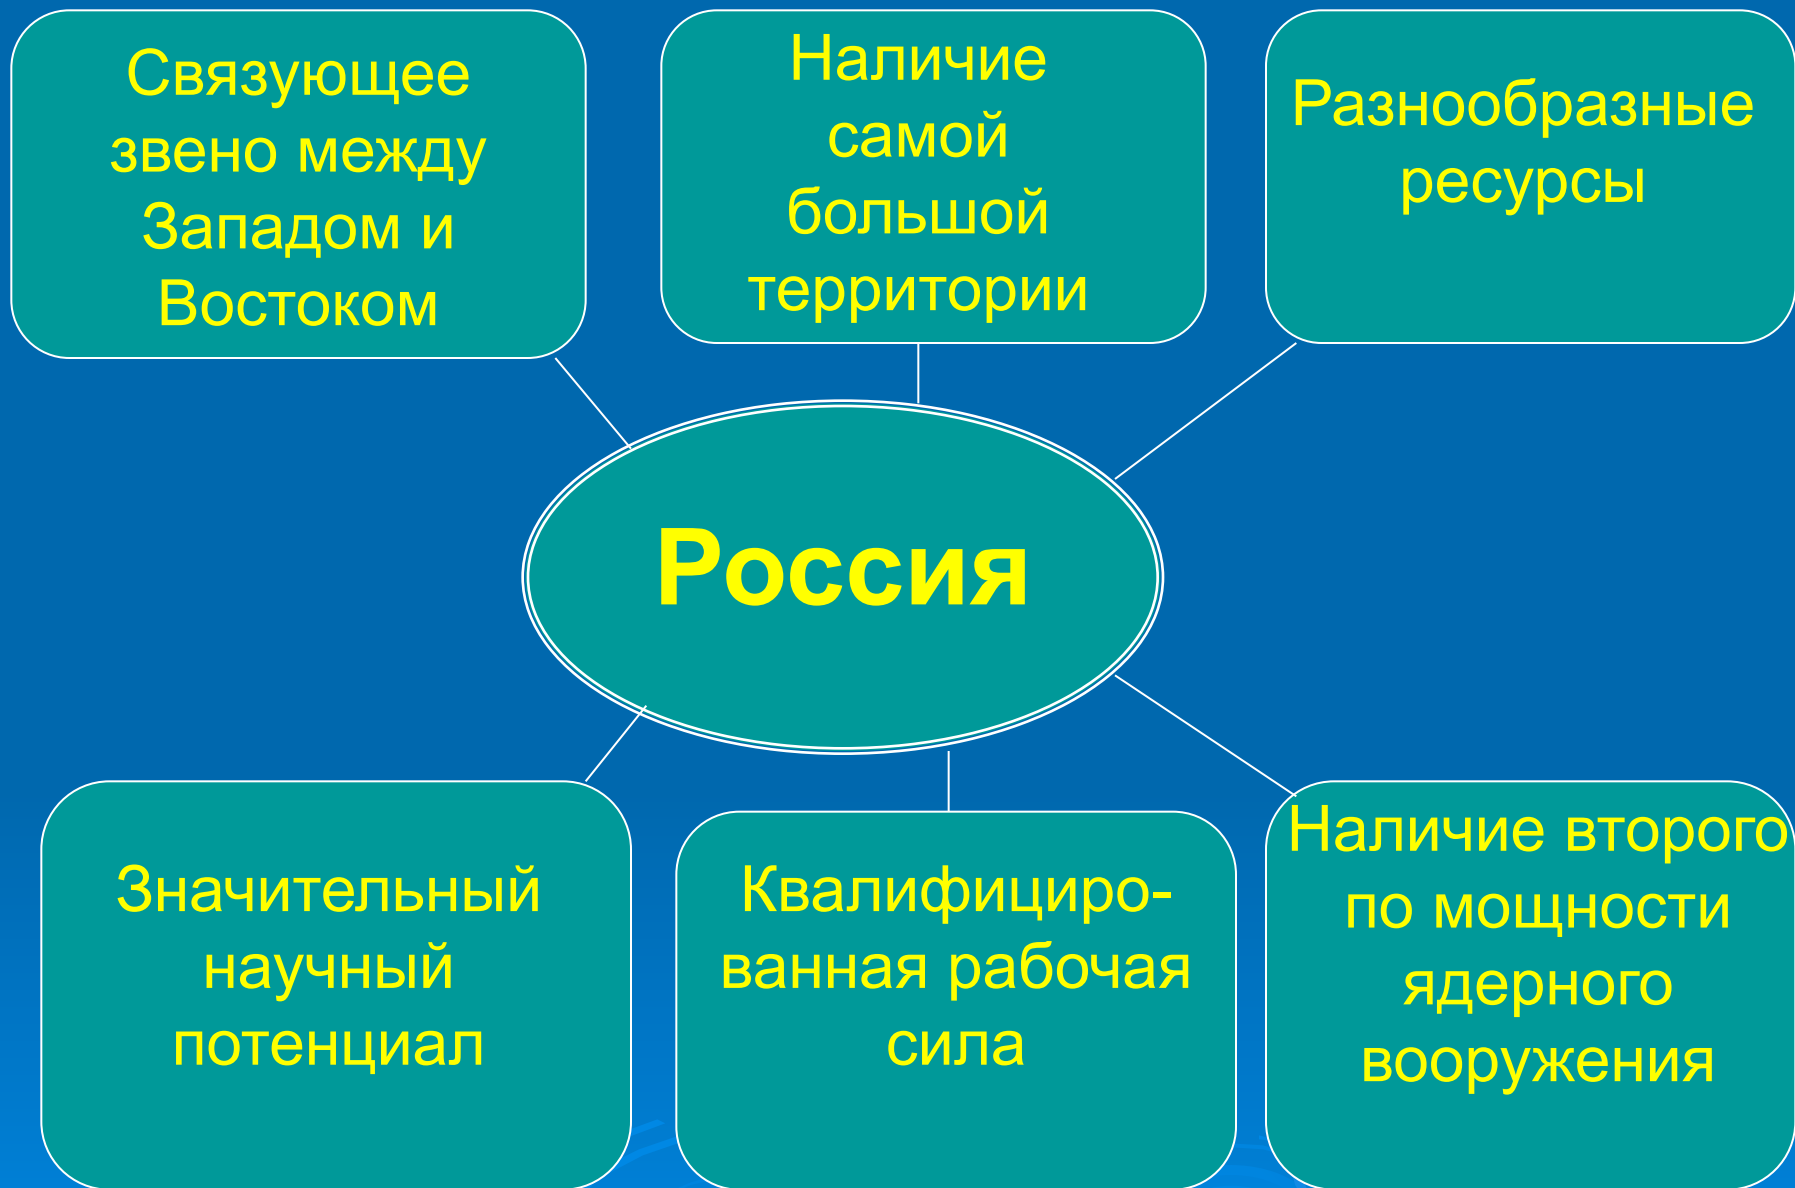 Связующее
звено между
Западом и
Востоком
Наличие
самой
большой
территории
Разнообразные
ресурсы
Россия
Значительный
научный
потенциал
Квалифициро-
ванная рабочая
сила
Наличие второго
по мощности
ядерного
вооружения